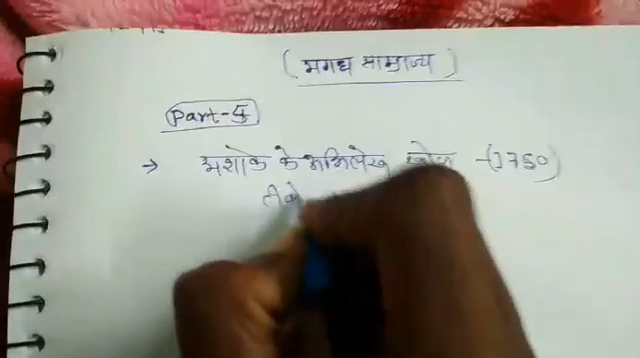 ( मगध साम्राज्य )
Part-5
→ अशोक के अभिलेख खोज -(1750)